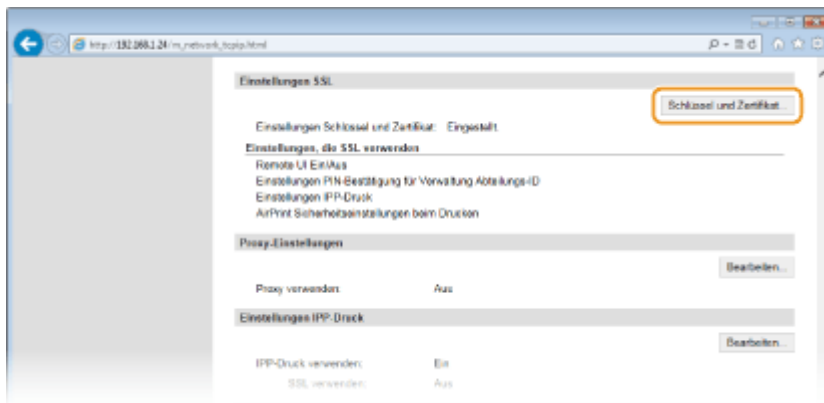 http://192.168.1.24/m_network_tcpip.html
Einstellungen SSL
Schlüssel und Zertifikat...
Einstellungen Schlüssel und Zertifikat: Eingestellt
Einstellungen, die SSL verwenden
Remote UI Ein/Aus
Einstellungen PIN-Bestätigung für Verwaltung Abteilungs-ID
Einstellungen IPP-Druck
AirPrint Sicherheitseinstellungen beim Drucken
Proxy-Einstellungen
Bearbeiten...
Proxy verwenden: Aus
Einstellungen IPP-Druck
Bearbeiten...
IPP-Druck verwenden: Ein
SSL verwenden: Aus